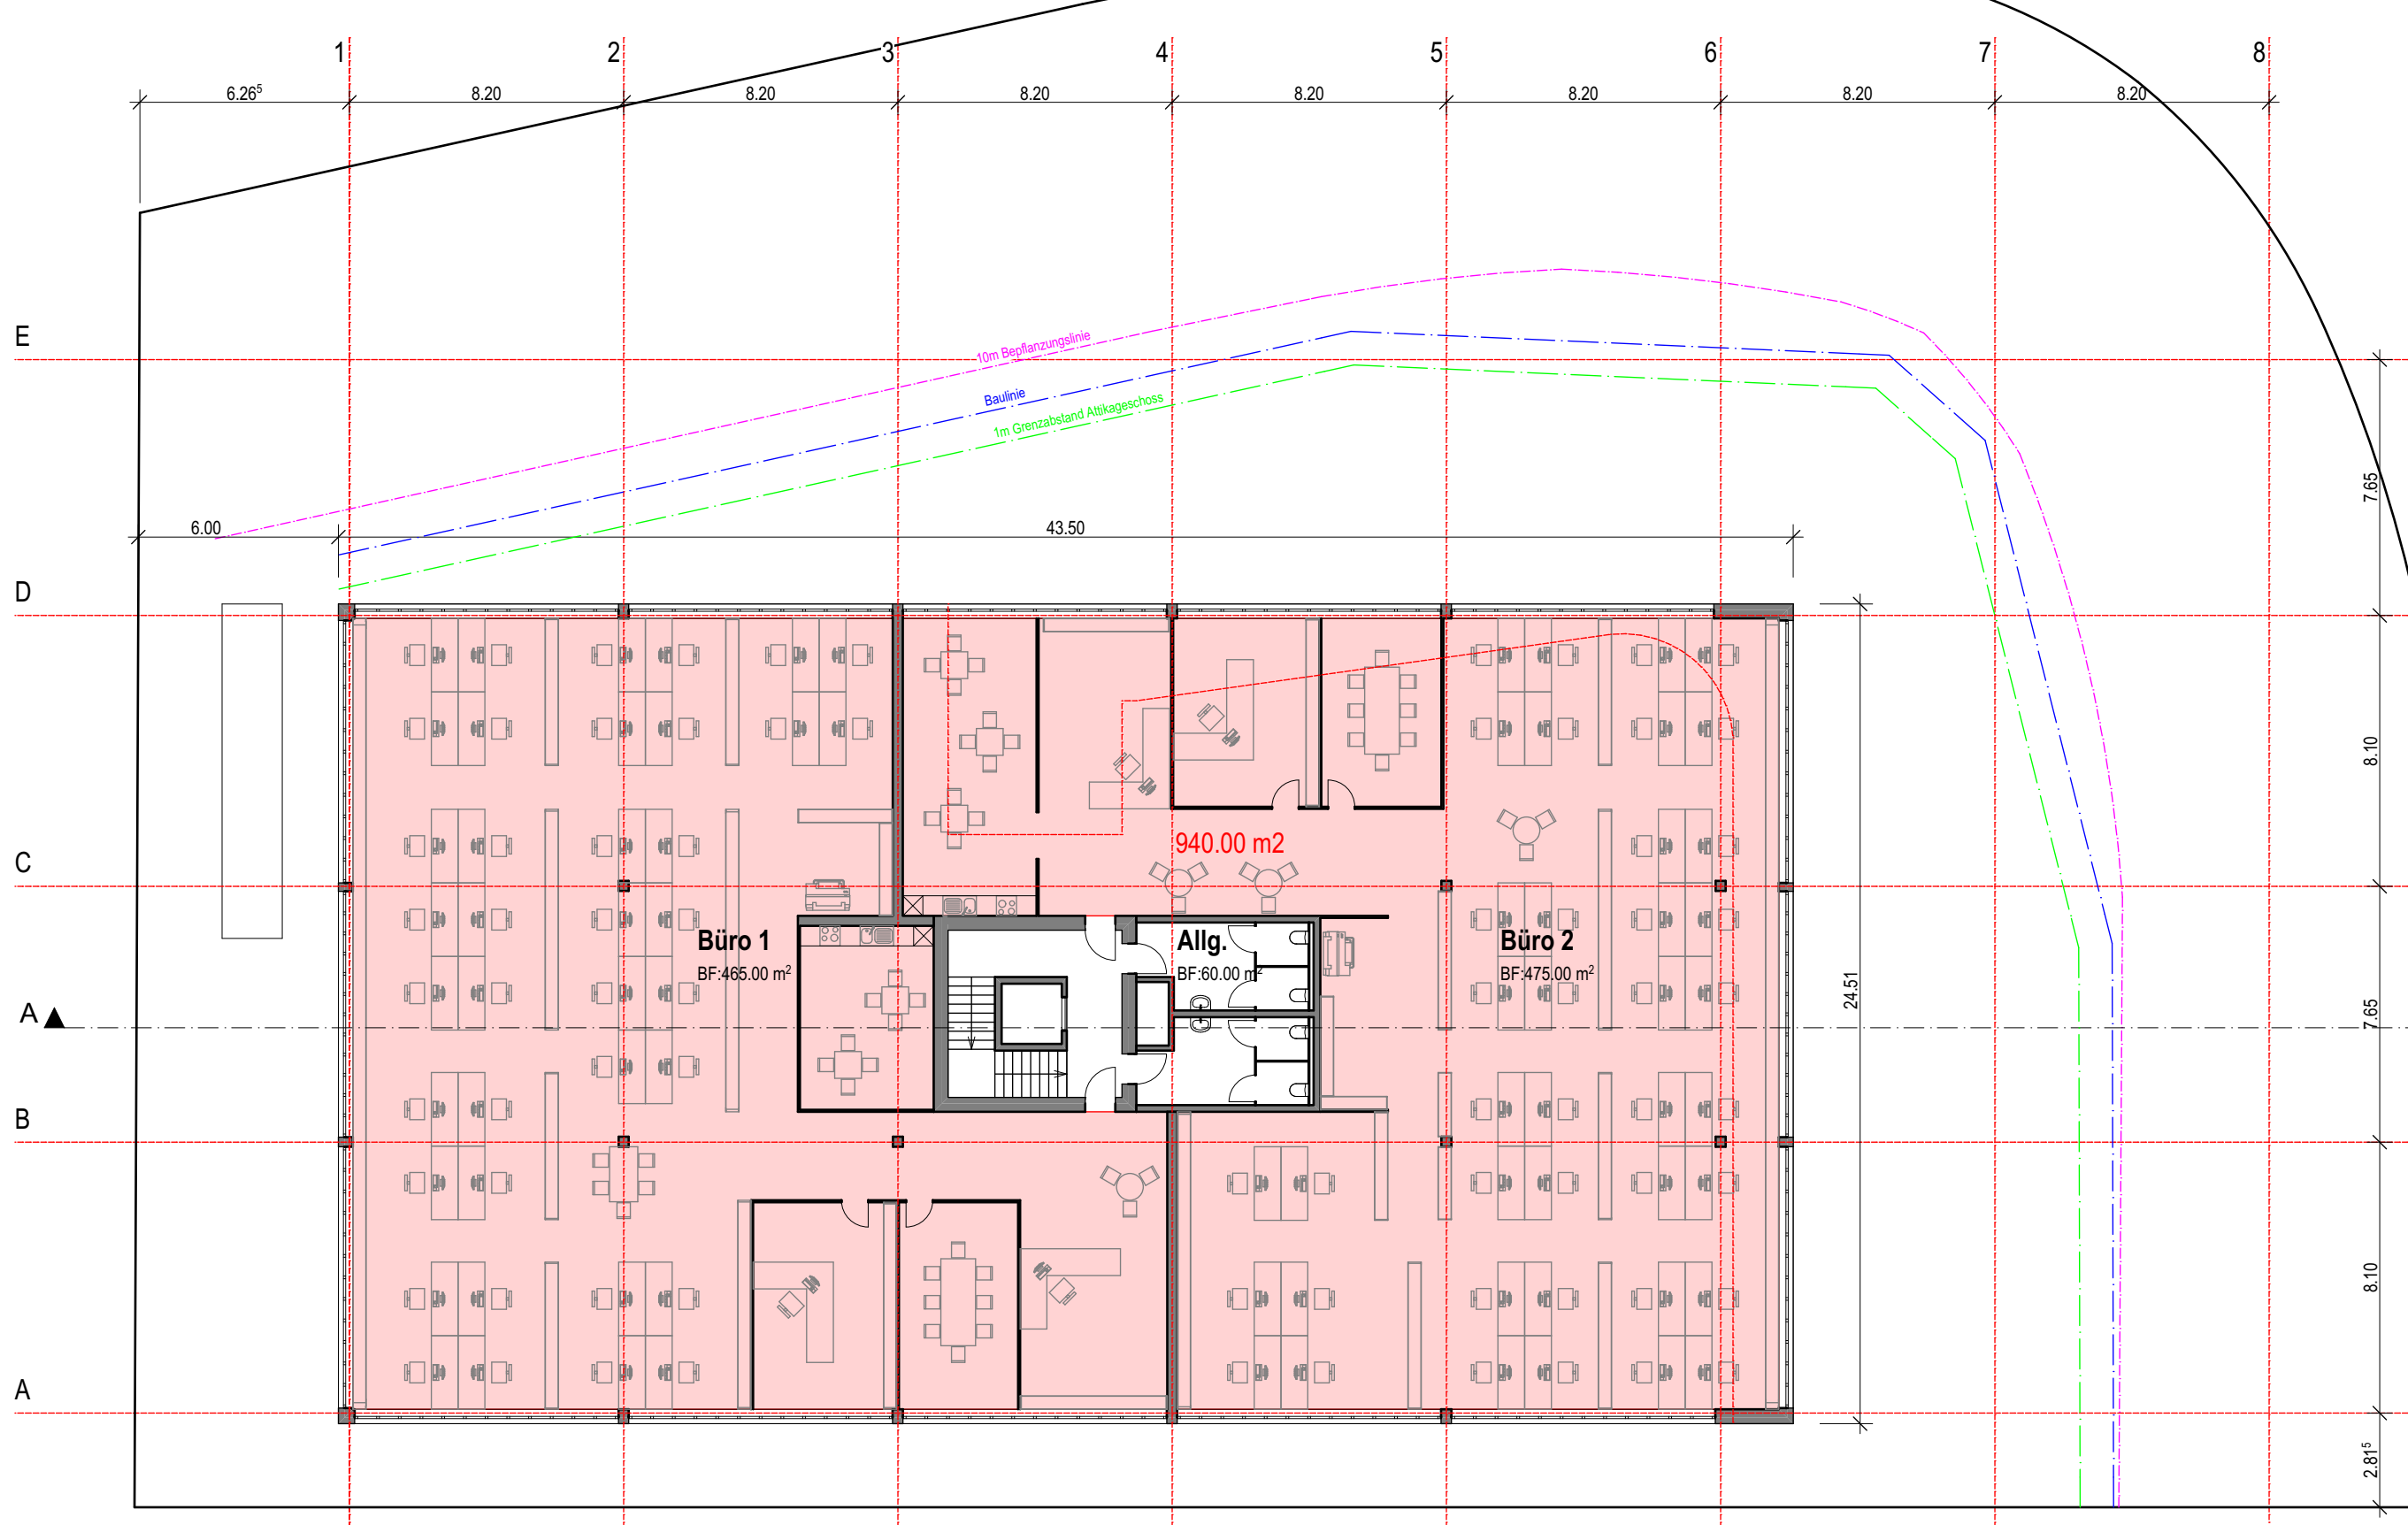 1 2 3 4 5 6 7 8
6.26⁵ 8.20 8.20 8.20 8.20 8.20 8.20 8.20
E
10m Bepflanzungslinie
Baulinie
1m Grenzabstand Attikageschoss
7.65
6.00 43.50
D
8.10
940.00 m2
C
Büro 1 Allg. Büro 2
BF:465.00 m² BF:60.00 m² BF:475.00 m²
24.51
A 7.65
B
8.10
A
2.81⁵